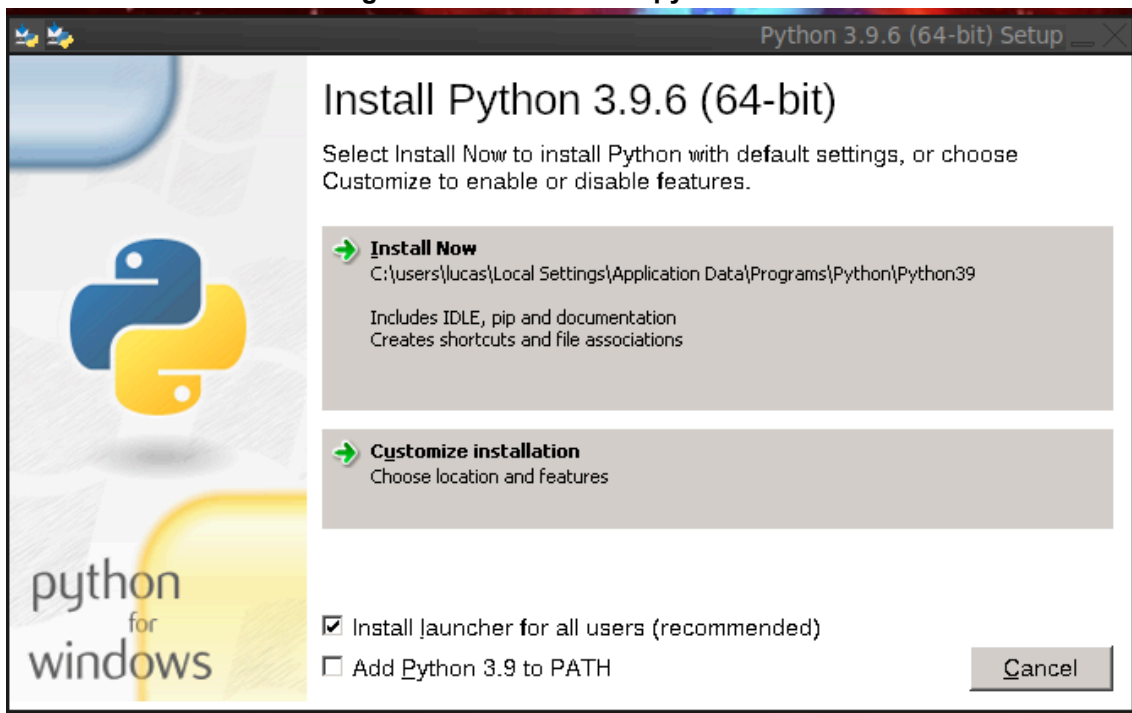 Python 3.9.6 (64-bit) Setup
Install Python 3.9.6 (64-bit)
Select Install Now to install Python with default settings, or choose
Customize to enable or disable features.
Install Now
C:\users\lucas\Local Settings\Application Data\Programs\Python\Python39
Includes IDLE, pip and documentation
Creates shortcuts and file associations
Customize installation
Choose location and features
python
for
windows
Install launcher for all users (recommended)
Add Python 3.9 to PATH
Cancel